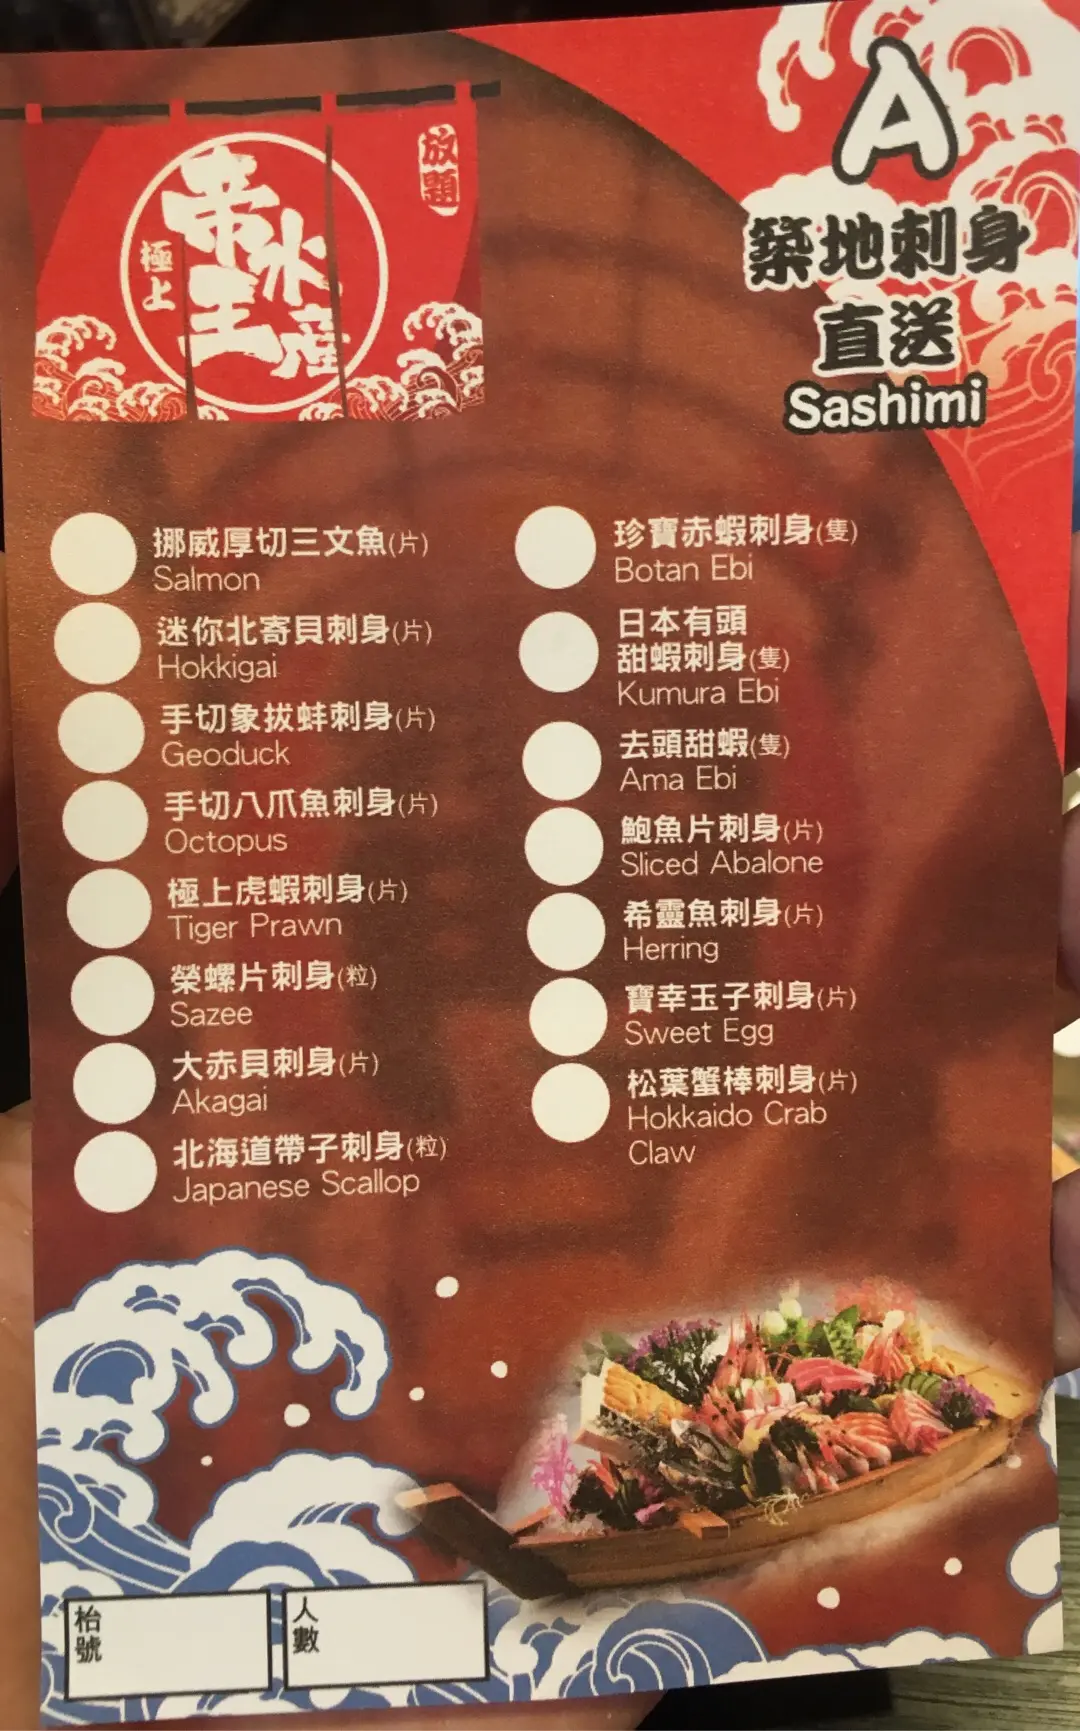 放題
極上
帝王
水産
A
築地刺身
直送
Sashimi
挪威厚切三文魚(片)
Salmon
迷你北寄貝刺身(片)
Hokkigai
手切象拔蚌刺身(片)
Geoduck
手切八爪魚刺身(片)
Octopus
極上虎蝦刺身(片)
Tiger Prawn
榮螺片刺身(粒)
Sazee
大赤貝刺身(片)
Akagai
北海道帶子刺身(粒)
Japanese Scallop
珍寶赤蝦刺身(隻)
Botan Ebi
日本有頭
甜蝦刺身(隻)
Kumura Ebi
去頭甜蝦(隻)
Ama Ebi
鮑魚片刺身(片)
Sliced Abalone
希靈魚刺身(片)
Herring
寶幸玉子刺身(片)
Sweet Egg
松葉蟹棒刺身(片)
Hokkaido Crab
Claw
枱號
人數